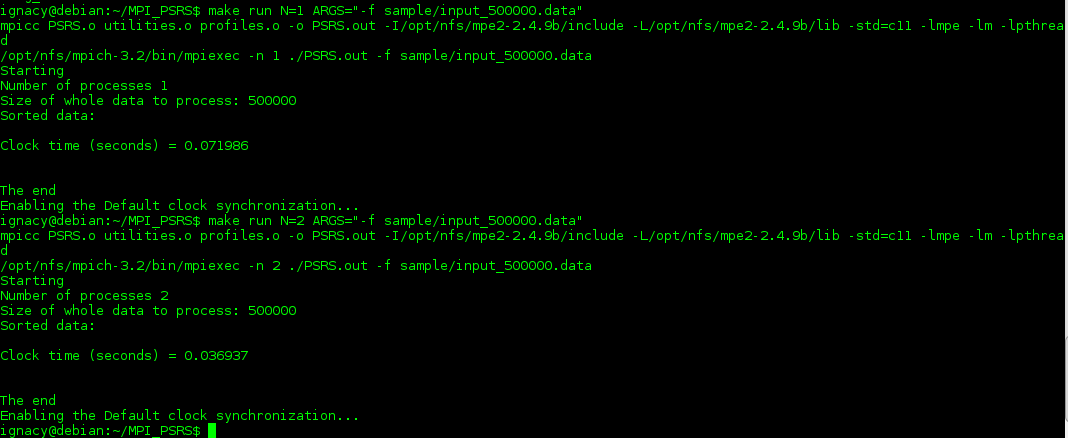 ignacy@debian:~/MPI_PSRS$ make run N=1 ARGS="-f sample/input_500000.data"
mpicc PSRS.o utilities.o profiles.o -o PSRS.out -I/opt/nfs/mpe2-2.4.9b/include -L/opt/nfs/mpe2-2.4.9b/lib -std=c11 -lmpe -lm -lpthrea
d
/opt/nfs/mpich-3.2/bin/mpiexec -n 1 ./PSRS.out -f sample/input_500000.data
Starting
Number of processes 1
Size of whole data to process: 500000
Sorted data:
Clock time (seconds) = 0.071986
The end
Enabling the Default clock synchronization...
ignacy@debian:~/MPI_PSRS$ make run N=2 ARGS="-f sample/input_500000.data"
mpicc PSRS.o utilities.o profiles.o -o PSRS.out -I/opt/nfs/mpe2-2.4.9b/include -L/opt/nfs/mpe2-2.4.9b/lib -std=c11 -lmpe -lm -lpthrea
d
/opt/nfs/mpich-3.2/bin/mpiexec -n 2 ./PSRS.out -f sample/input_500000.data
Starting
Number of processes 2
Size of whole data to process: 500000
Sorted data:
Clock time (seconds) = 0.036937
The end
Enabling the Default clock synchronization...
ignacy@debian:~/MPI_PSRS$